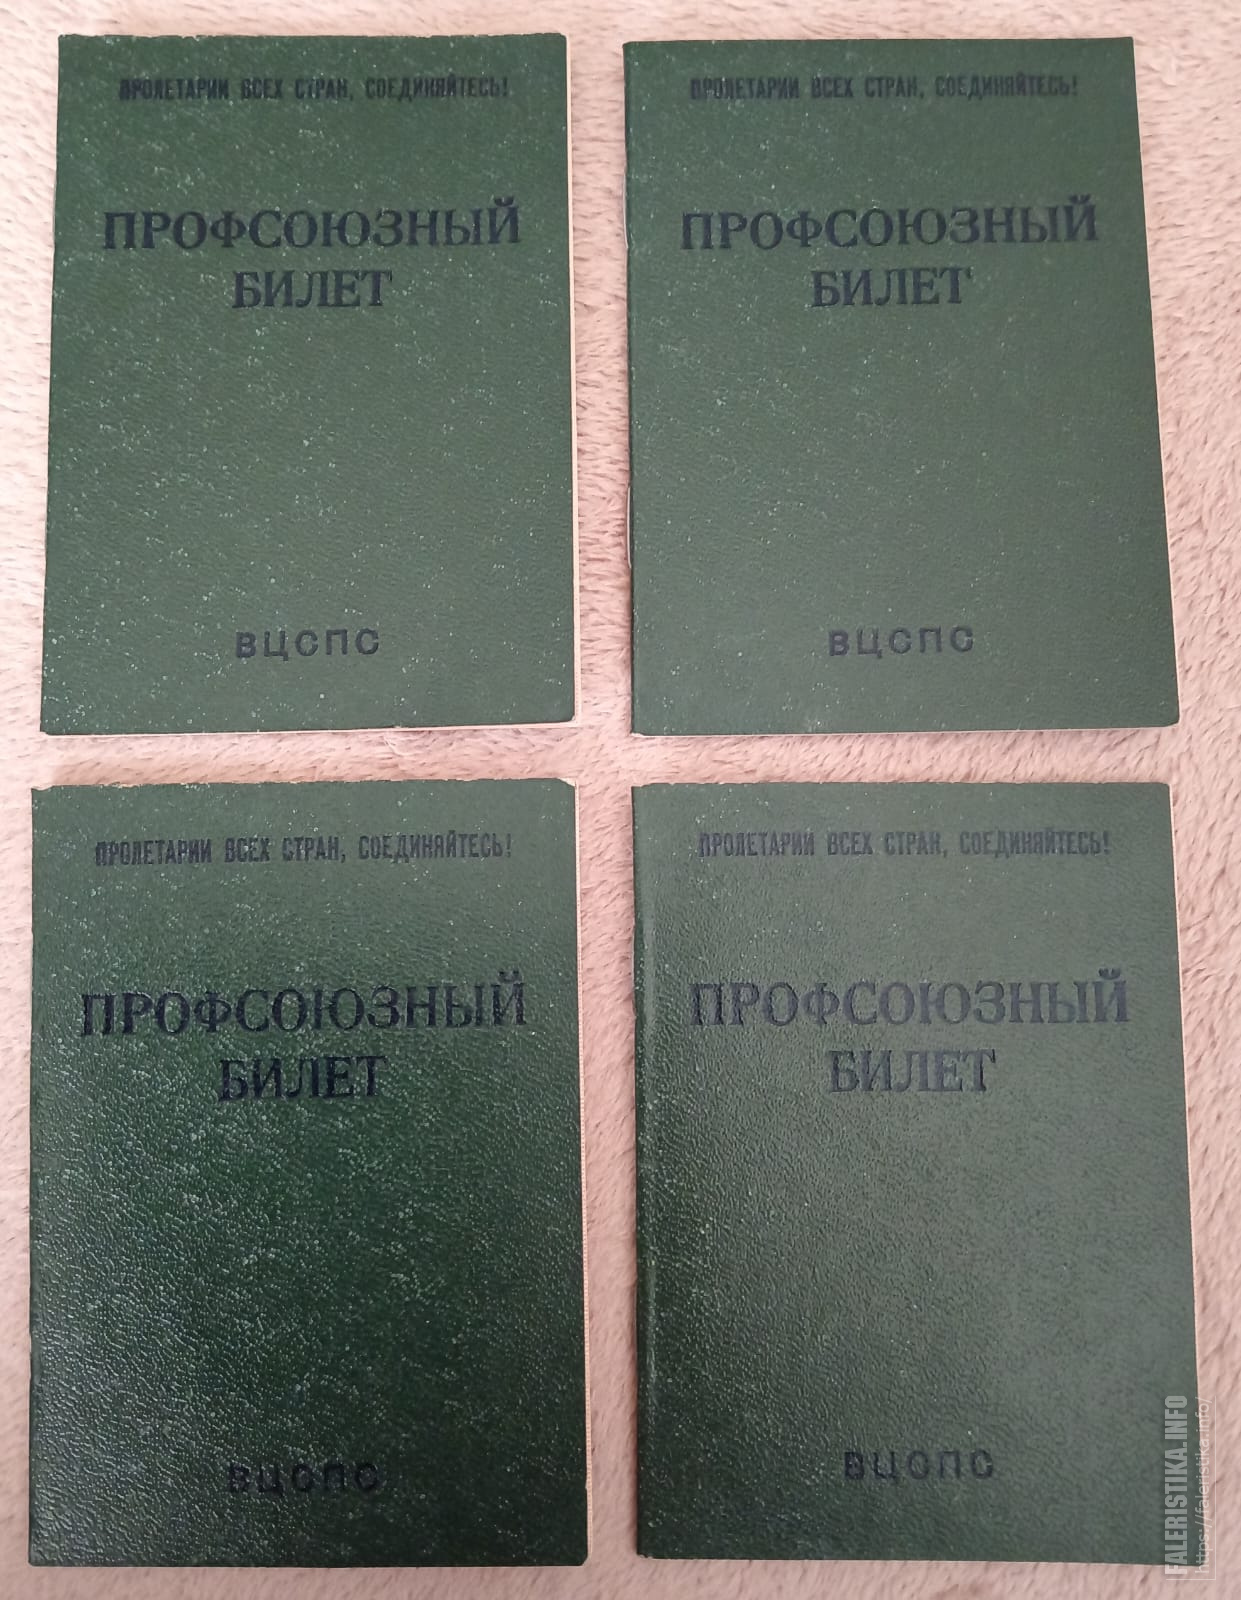 ПРОЛЕТАРИИ ВСЕХ СТРАН, СОЕДИНЯЙТЕСЬ!
ПРОФСОЮЗНЫЙ
БИЛЕТ
ВЦСПС
ПРОЛЕТАРИИ ВСЕХ СТРАН, СОЕДИНЯЙТЕСЬ!
ПРОФСОЮЗНЫЙ
БИЛЕТ
ВЦСПС
ПРОЛЕТАРИИ ВСЕХ СТРАН, СОЕДИНЯЙТЕСЬ!
ПРОФСОЮЗНЫЙ
БИЛЕТ
ВЦСПС
ПРОЛЕТАРИИ ВСЕХ СТРАН, СОЕДИНЯЙТЕСЬ!
ПРОФСОЮЗНЫЙ
БИЛЕТ
ВЦСПС
FALERISTIKA.INFO
https://faleristika.info/